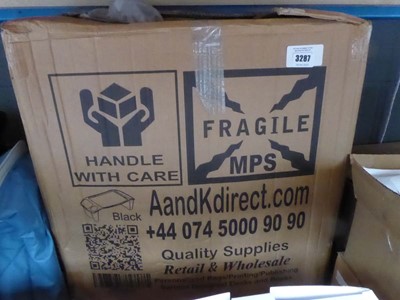 3287
HANDLE
WITH CARE
FRAGILE
MPS
Black
AandKdirect.com
+44 074 5000 90 90
Quality Supplies
Retail & Wholesale